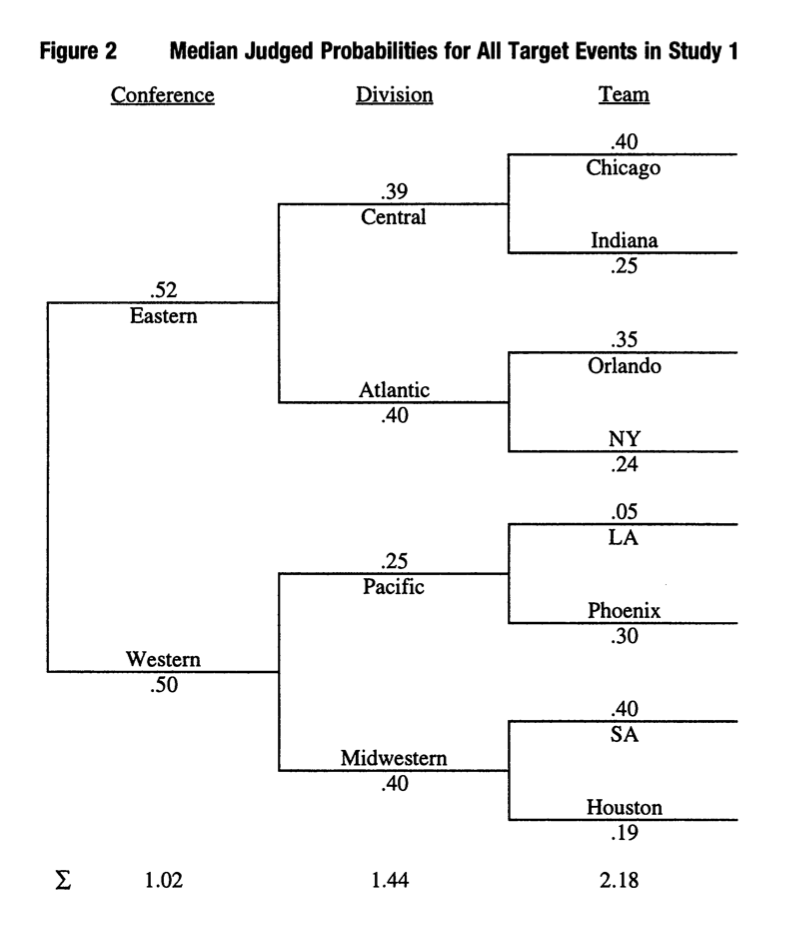 Figure 2 Median Judged Probabilities for All Target Events in Study 1
Conference Division Team
.40
Chicago
.39
Central
Indiana
.25
.52
Eastern
.35
Orlando
Atlantic
.40
NY
.24
.05
LA
.25
Pacific
Phoenix
.30
Western
.50
.40
SA
Midwestern
.40
Houston
.19
Σ 1.02 1.44 2.18